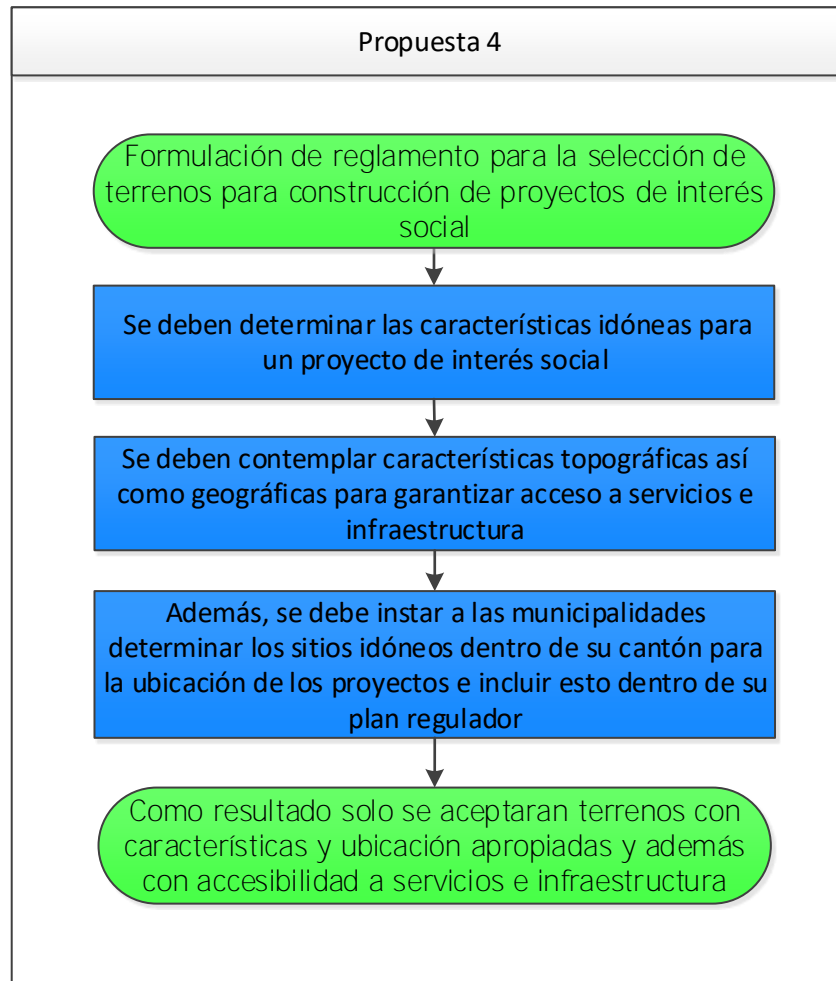 Propuesta 4
Formulación de reglamento para la selección de
terrenos para construcción de proyectos de interés
social
Se deben determinar las características idóneas para
un proyecto de interés social
Se deben contemplar características topográficas así
como geográficas para garantizar acceso a servicios e
infraestructura
Además, se debe instar a las municipalidades
determinar los sitios idóneos dentro de su cantón para
la ubicación de los proyectos e incluir esto dentro de su
plan regulador
Como resultado solo se aceptaran terrenos con
características y ubicación apropiadas y además
con accesibilidad a servicios e infraestructura